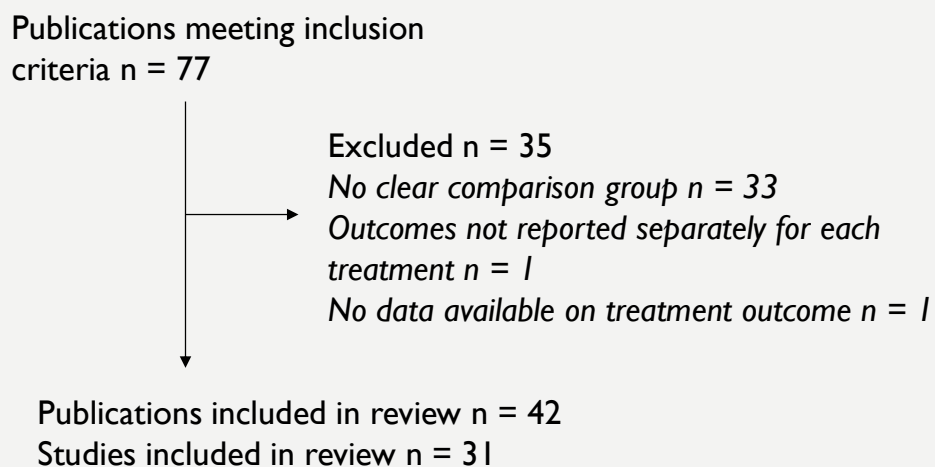 Publications meeting inclusion
criteria n = 77
Excluded n = 35
No clear comparison group n = 33
Outcomes not reported separately for each
treatment n = 1
No data available on treatment outcome n = 1
Publications included in review n = 42
Studies included in review n = 31